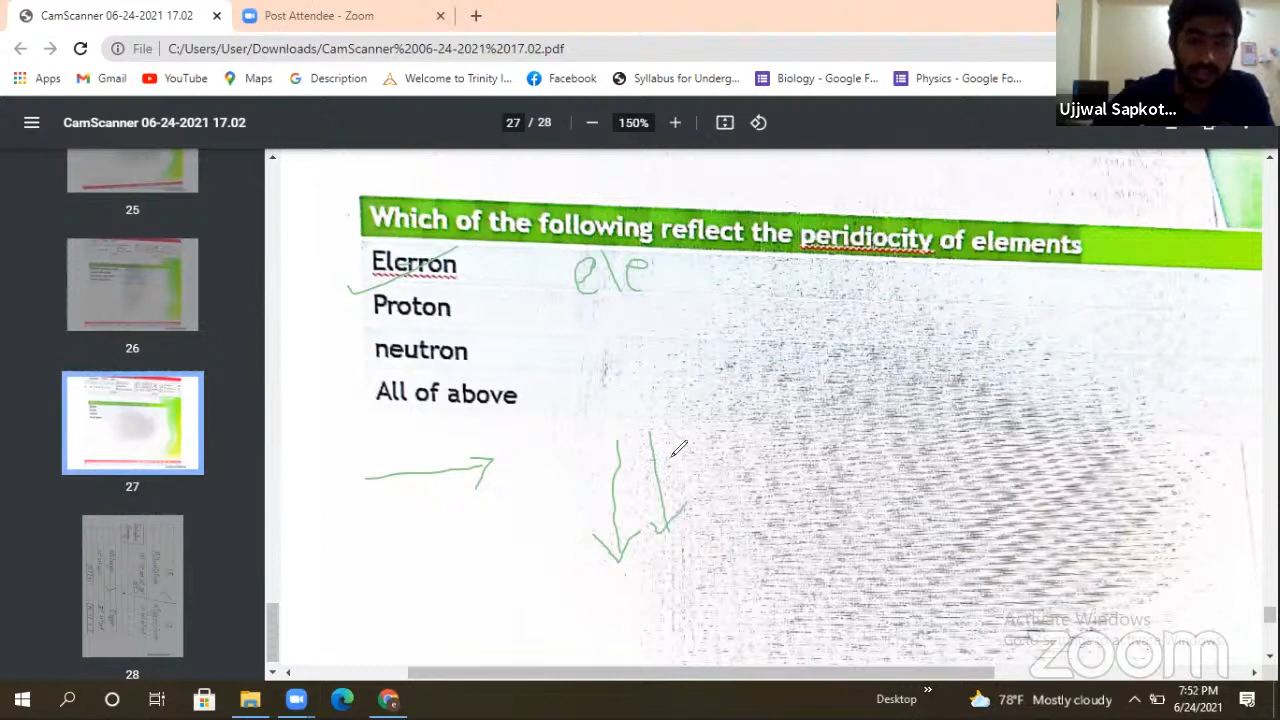 CamScanner 06-24-2021 17.02
Post Attendee - Zoom
File
C:/Users/User/Downloads/CamScanner%2006-24-2021%2017.02.pdf
Apps
Gmail
YouTube
Maps
Description
Welcome to Trinity I...
Facebook
Syllabus for Underg...
Biology - Google F...
Physics - Google Fo...
Ujjwal Sapkot...
CamScanner 06-24-2021 17.02
27 / 28
150%
25
26
27
28
Which of the following reflect the peridiocity of elements
Elcrron
ele
Proton
neutron
All of above
Activate Windows
zoom
Desktop
78°F Mostly cloudy
7:52 PM
6/24/2021